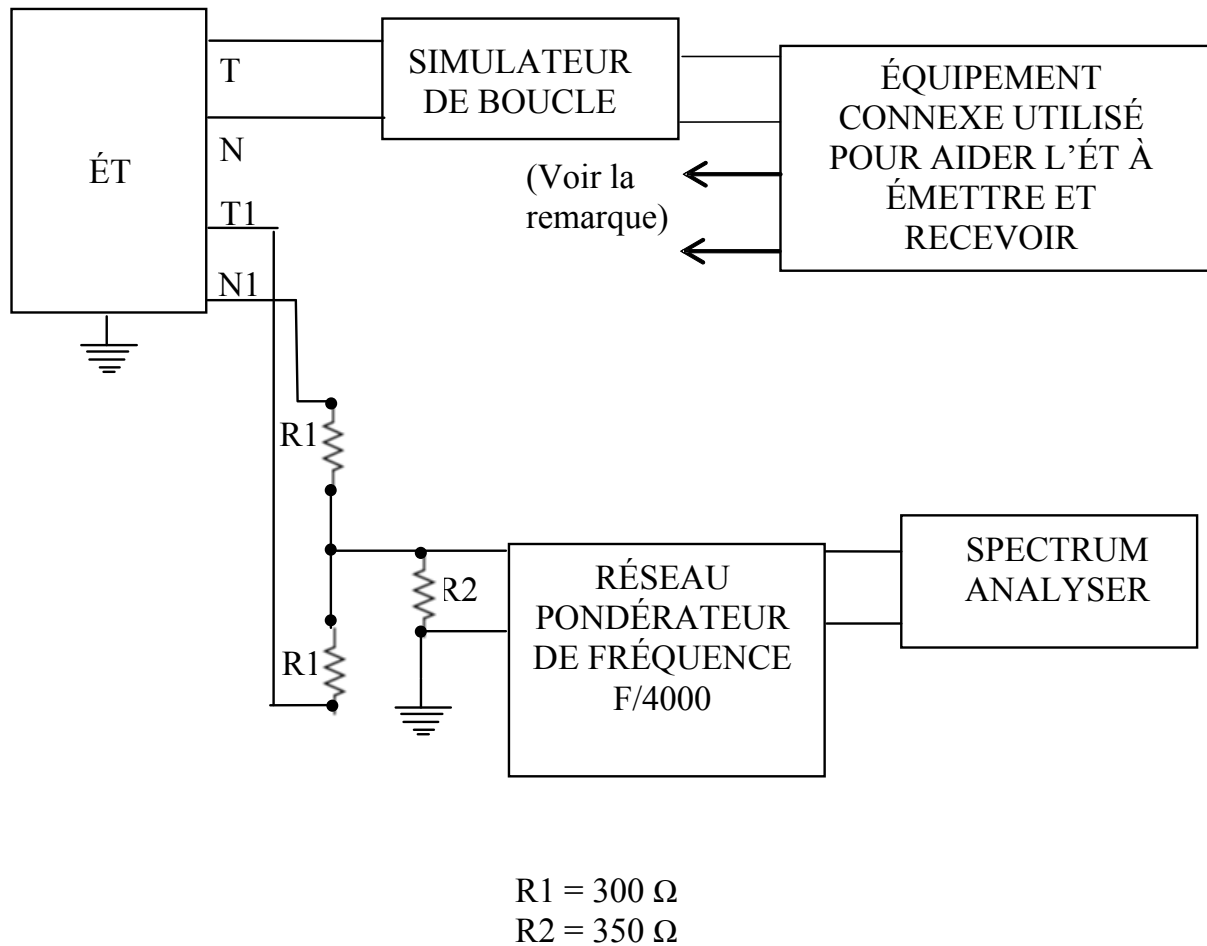 ÉT
T
N
T1
N1
SIMULATEUR
DE BOUCLE
(Voir la
remarque)
ÉQUIPEMENT
CONNEXE UTILISÉ
POUR AIDER L’ÉT À
ÉMETTRE ET
RECEVOIR
R1
R1
R2
RÉSEAU
PONDÉRATEUR
DE FRÉQUENCE
F/4000
SPECTRUM
ANALYSER
R1 = 300 Ω
R2 = 350 Ω